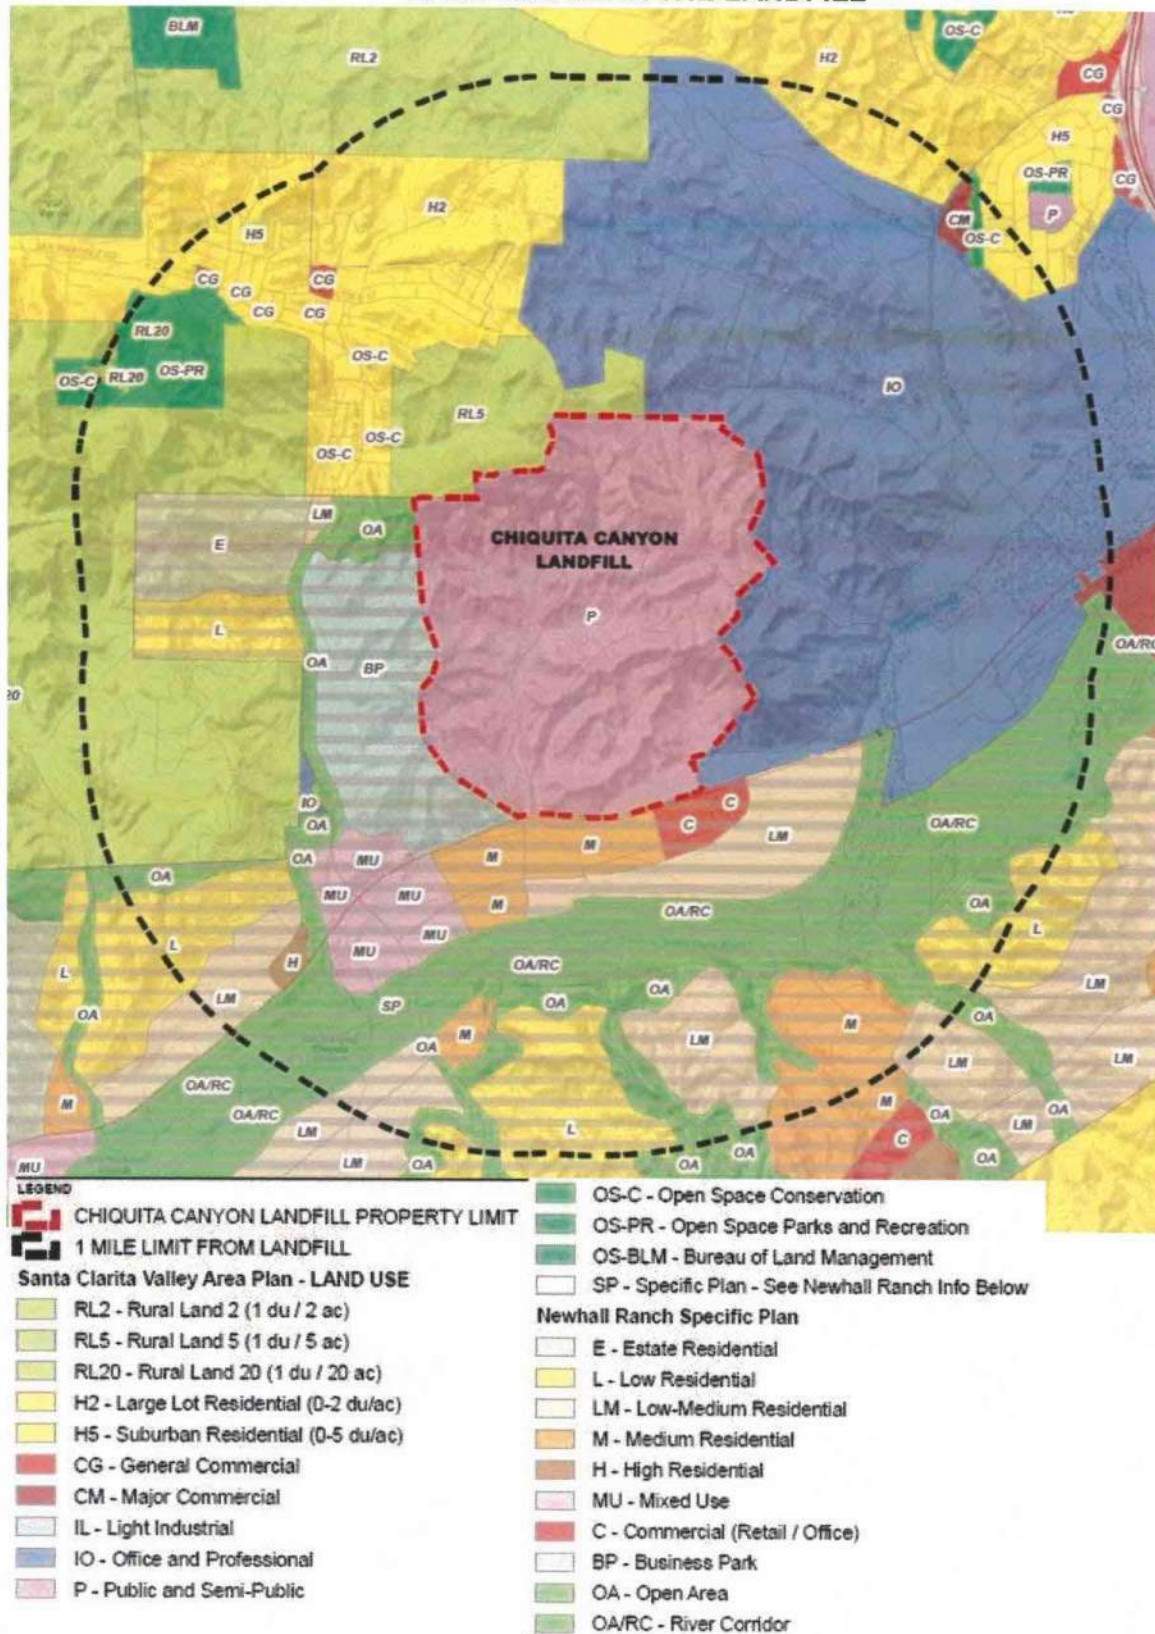 BLM
RL2
H2
OS-C
CG
CG
H5
OS-PR
CG
P
CM
OS-C
H2
H5
CG
CG
CG
CG
CG
RL20
OS-C
RL20
OS-PR
OS-C
IO
RL5
OS-C
OS-C
LM
OA
E
CHIQUITA CANYON
LANDFILL
P
L
OA
BP
OA/RC
20
IO
OA
C
C
LM
OA/RC
OA
MU
M
M
OA
MU
MU
M
OA/RC
OA
L
MU
L
H
MU
OA/RC
L
LM
SP
OA
OA
LM
OA
M
M
OA
OA
LM
LM
LM
OA/RC
M
OA/RC
M
OA
OA
LM
L
C
LM
MU
LM
OA
OA
OA
OA
LEGEND
CHIQUITA CANYON LANDFILL PROPERTY LIMIT
1 MILE LIMIT FROM LANDFILL
Santa Clarita Valley Area Plan - LAND USE
RL2 - Rural Land 2 (1 du / 2 ac)
RL5 - Rural Land 5 (1 du / 5 ac)
RL20 - Rural Land 20 (1 du / 20 ac)
H2 - Large Lot Residential (0-2 du/ac)
H5 - Suburban Residential (0-5 du/ac)
CG - General Commercial
CM - Major Commercial
IL - Light Industrial
IO - Office and Professional
P - Public and Semi-Public
OS-C - Open Space Conservation
OS-PR - Open Space Parks and Recreation
OS-BLM - Bureau of Land Management
SP - Specific Plan - See Newhall Ranch Info Below
Newhall Ranch Specific Plan
E - Estate Residential
L - Low Residential
LM - Low-Medium Residential
M - Medium Residential
H - High Residential
MU - Mixed Use
C - Commercial (Retail / Office)
BP - Business Park
OA - Open Area
OA/RC - River Corridor